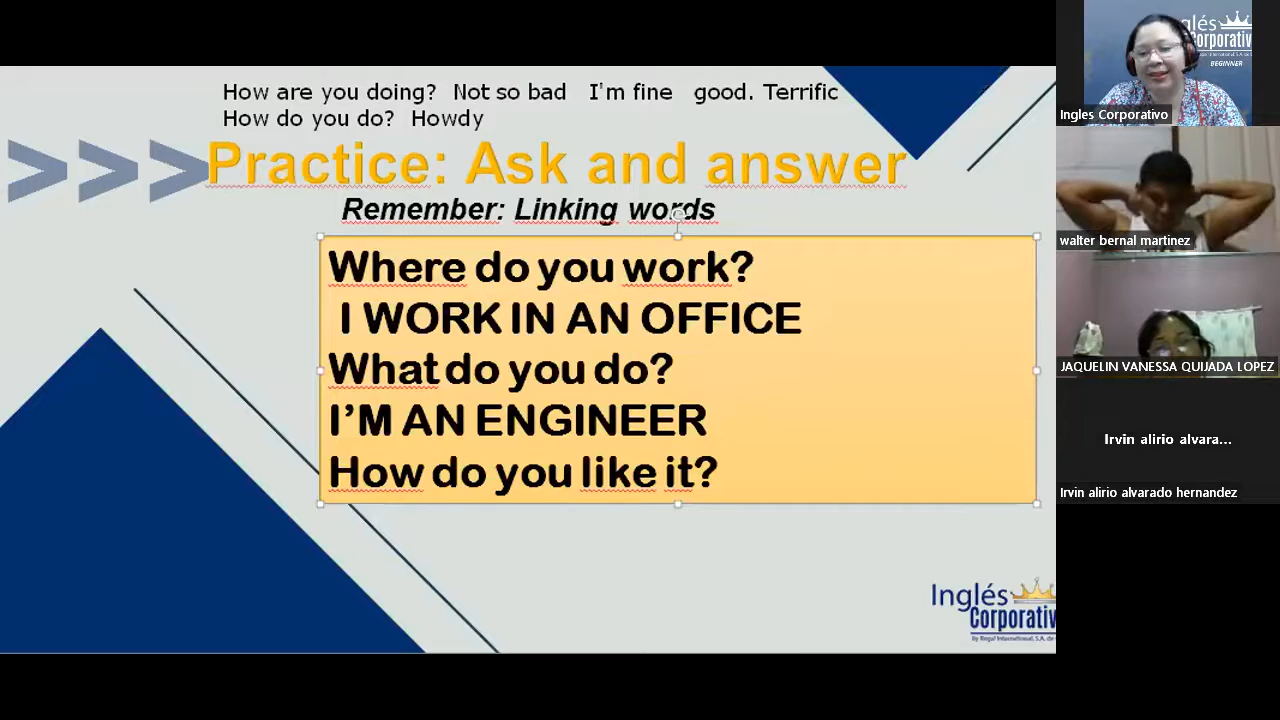 How are you doing? Not so bad I'm fine good. Terrific
How do you do? Howdy
>>> Practice: Ask and answer
Remember: Linking words
Where do you work?
I WORK IN AN OFFICE
What do you do?
I'M AN ENGINEER
How do you like it?
Inglés
Corporativ
glés
Corporativ
BEGINNER
Ingles Corporativo
walter bernal martinez
JAQUELIN VANESSA QUIJADA LOPEZ
Irvin alirio alvara...
Irvin alirio alvarado hernandez